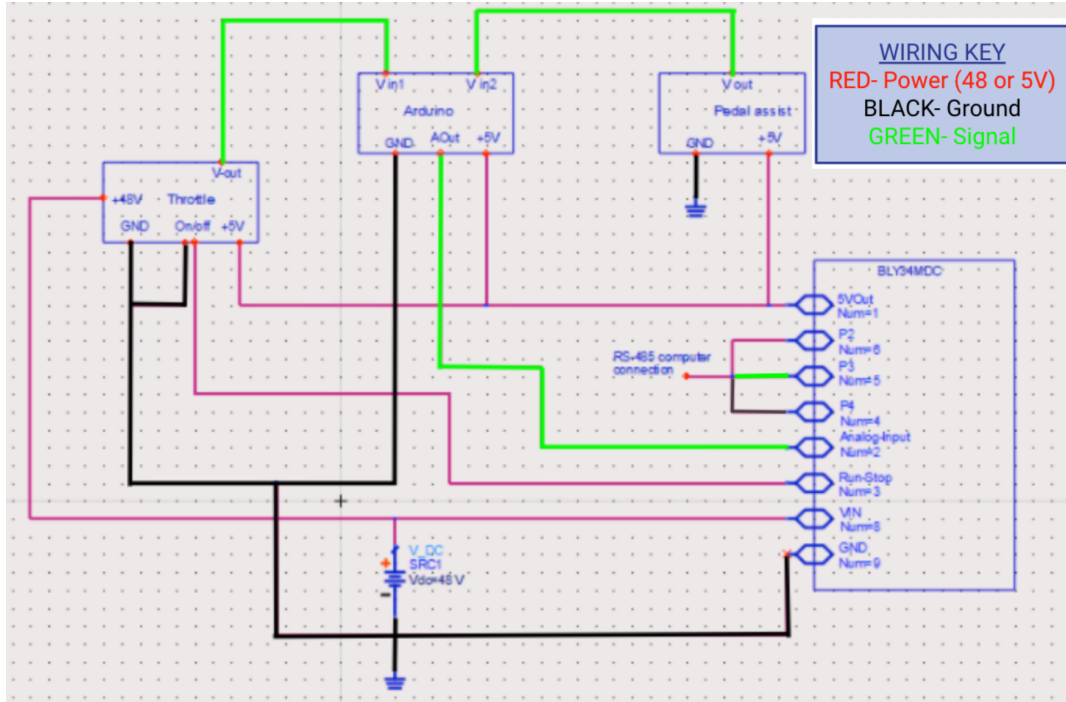 WIRING KEY
RED- Power (48 or 5V)
BLACK- Ground
GREEN- Signal
V in1
V in2
Arduino
GND
AOut
+5V
V out
Pedal assist
GND
+5V
V-out
+48V
Throttle
GND
On/off
+5V
BLY34MDC
5VOut
Num=1
P2
Num=6
P3
Num=5
P4
Num=4
Analog-Input
Num=2
Run-Stop
Num=3
VIN
Num=8
GND
Num=9
RS-485 computer
connection
V_DC
SRC1
Vdc=48 V